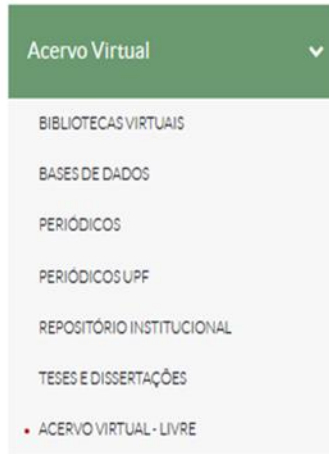 Acervo Virtual
BIBLIOTECAS VIRTUAIS
BASES DE DADOS
PERIÓDICOS
PERIÓDICOS UPF
REPOSITÓRIO INSTITUCIONAL
TESES E DISSERTAÇÕES
ACERVO VIRTUAL - LIVRE